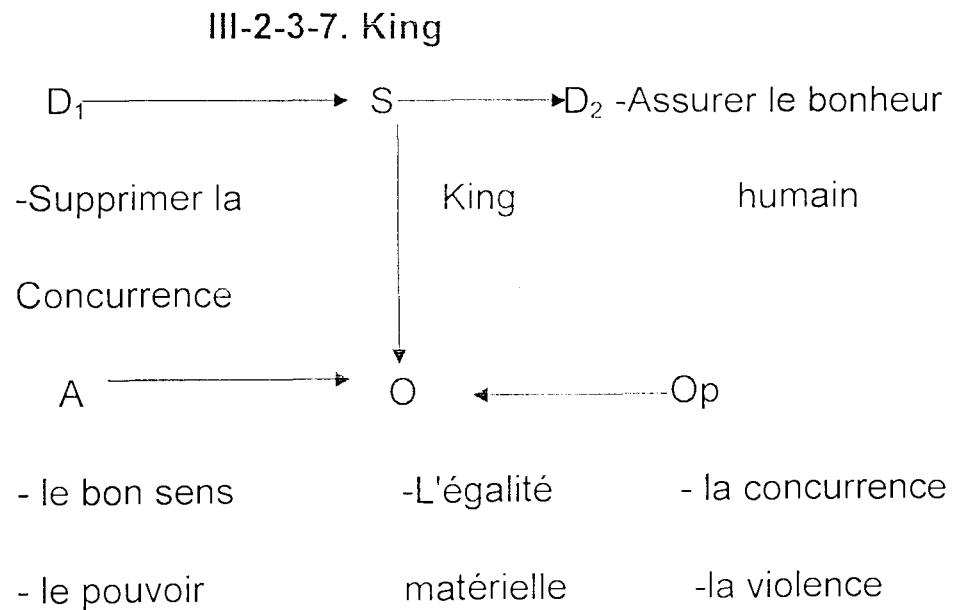 III-2-3-7. King
D₁ S D₂ -Assurer le bonheur
-Supprimer la King humain
Concurrence
A O Op
- le bon sens -L'égalité - la concurrence
- le pouvoir matérielle -la violence